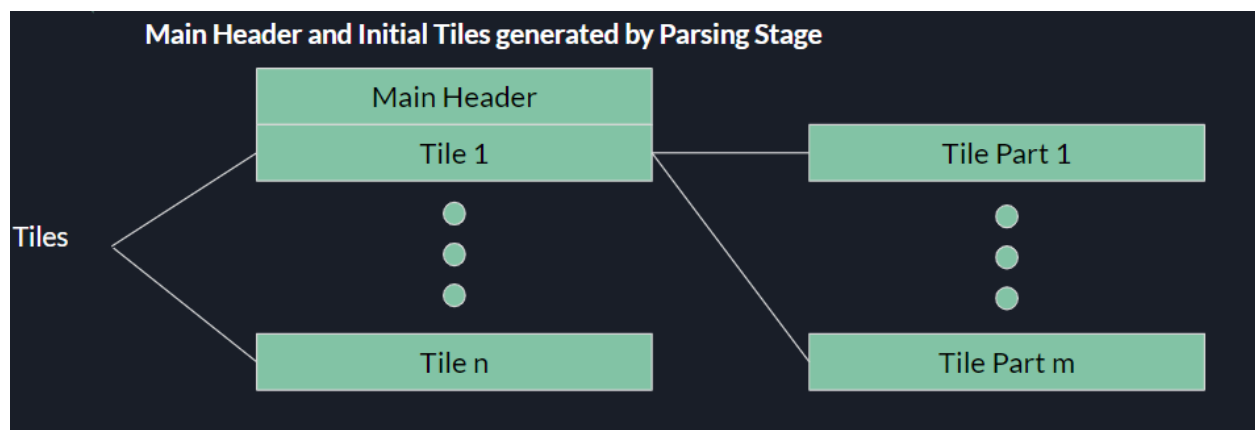 Main Header and Initial Tiles generated by Parsing Stage
Main Header
Tile 1
Tile Part 1
Tiles
Tile n
Tile Part m